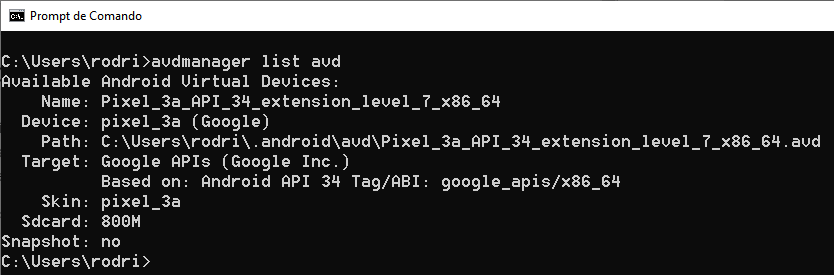 Prompt de Comando
C:\Users\rodri>avdmanager list avd
Available Android Virtual Devices:
    Name: Pixel_3a_API_34_extension_level_7_x86_64
  Device: pixel_3a (Google)
    Path: C:\Users\rodri\.android\avd\Pixel_3a_API_34_extension_level_7_x86_64.avd
  Target: Google APIs (Google Inc.)
          Based on: Android API 34 Tag/ABI: google_apis/x86_64
    Skin: pixel_3a
  Sdcard: 800M
Snapshot: no
C:\Users\rodri>